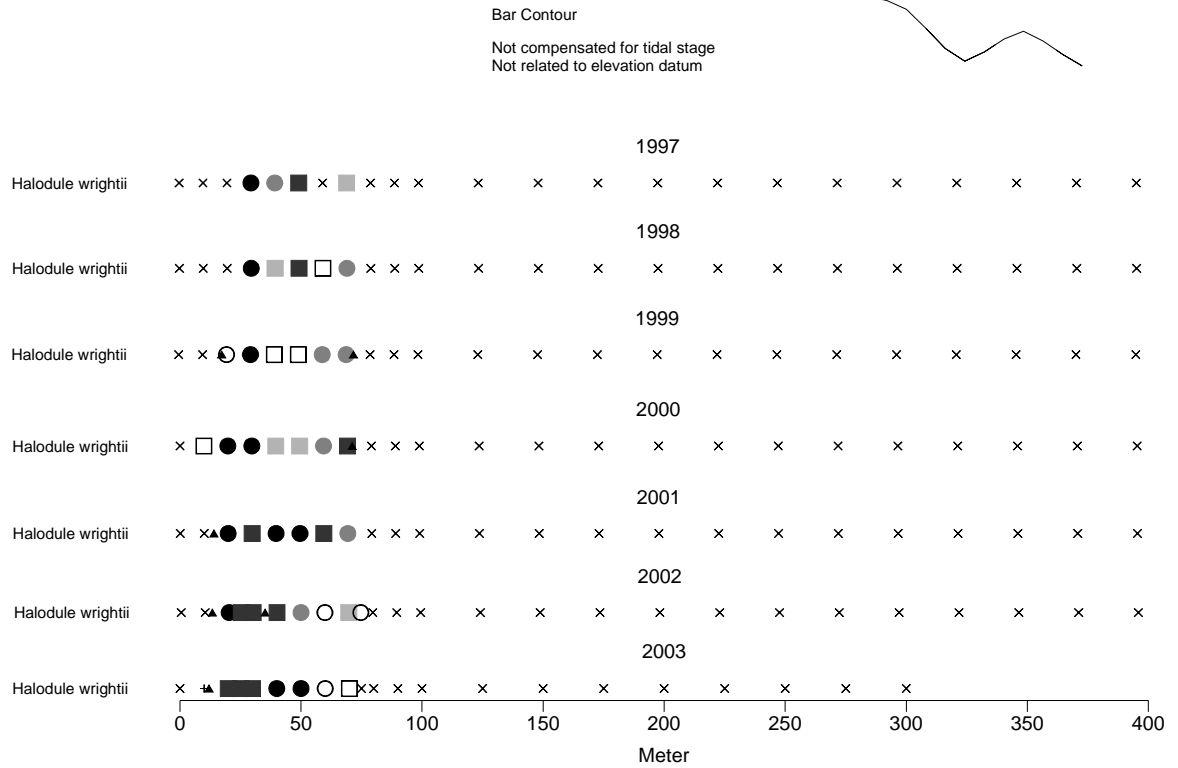 Bar Contour
Not compensated for tidal stage
Not related to elevation datum
1997
Halodule wrightii
1998
Halodule wrightii
1999
Halodule wrightii
2000
Halodule wrightii
2001
Halodule wrightii
2002
Halodule wrightii
2003
Halodule wrightii
0 50 100 150 200 250 300 350 400
Meter